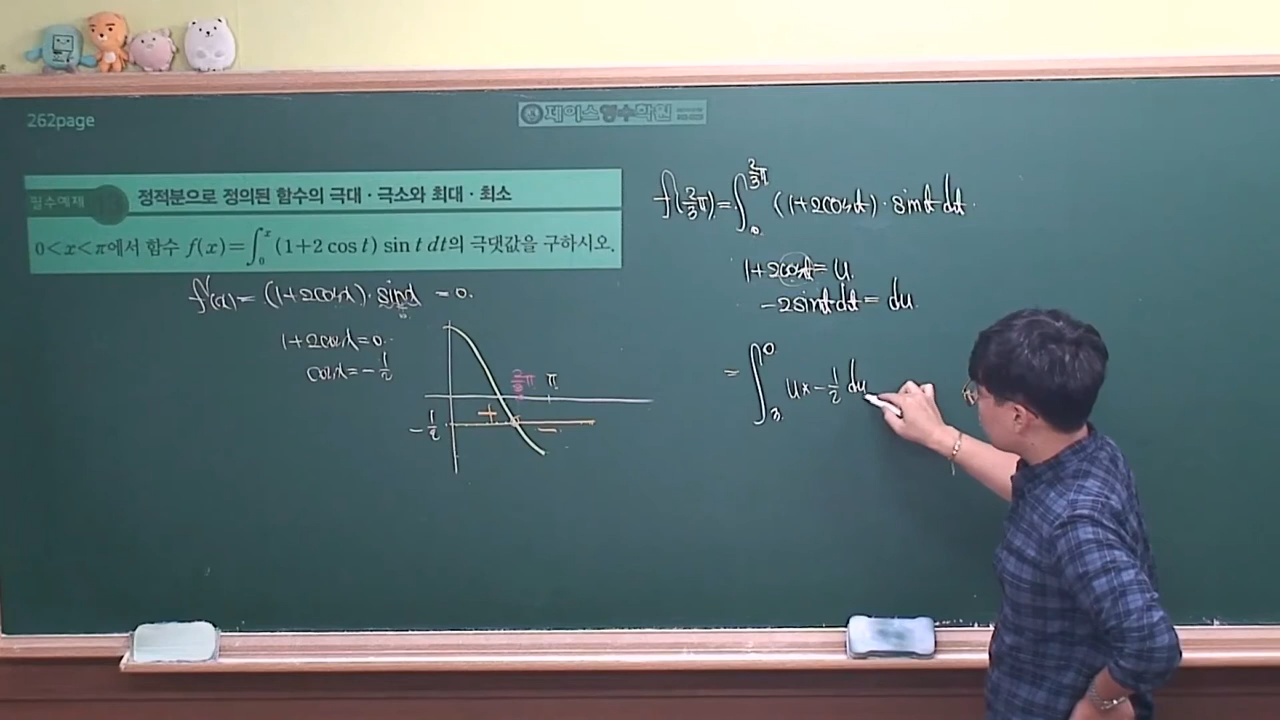 262page
제이스영수학원
필수예제
정적분으로 정의된 함수의 극대·극소와 최대·최소
0<x<π에서 함수 f(x)=∫₀ˣ(1+2 cos t) sin t dt의 극댓값을 구하시오.
f'(x)=(1+2cosx)·sinx=0.
1+2cosx=0
cosx=-1/2
2/3π
π
-1/2
+
-
f(2/3π)=∫₀^(2/3π) (1+2cost)·sint dt.
1+2cost=u.
-2sint dt=du.
=∫₃⁰ u×-1/2 du